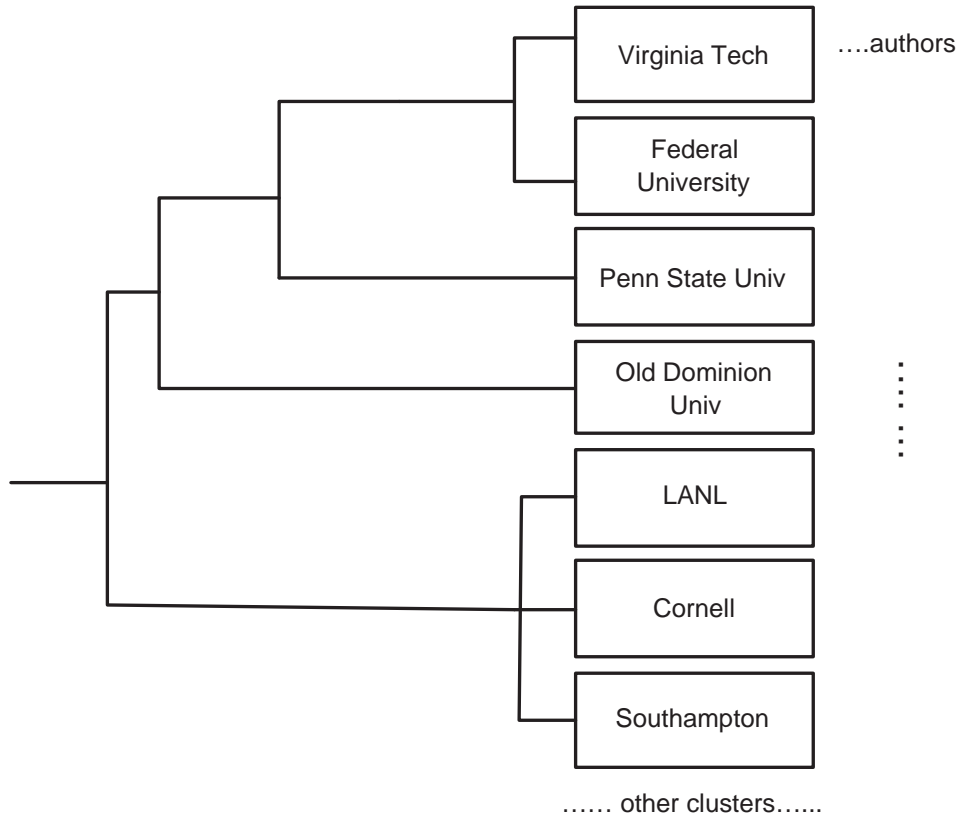 Virginia Tech
….authors
Federal
University
Penn State Univ
Old Dominion
Univ
LANL
Cornell
Southampton
…… other clusters…...